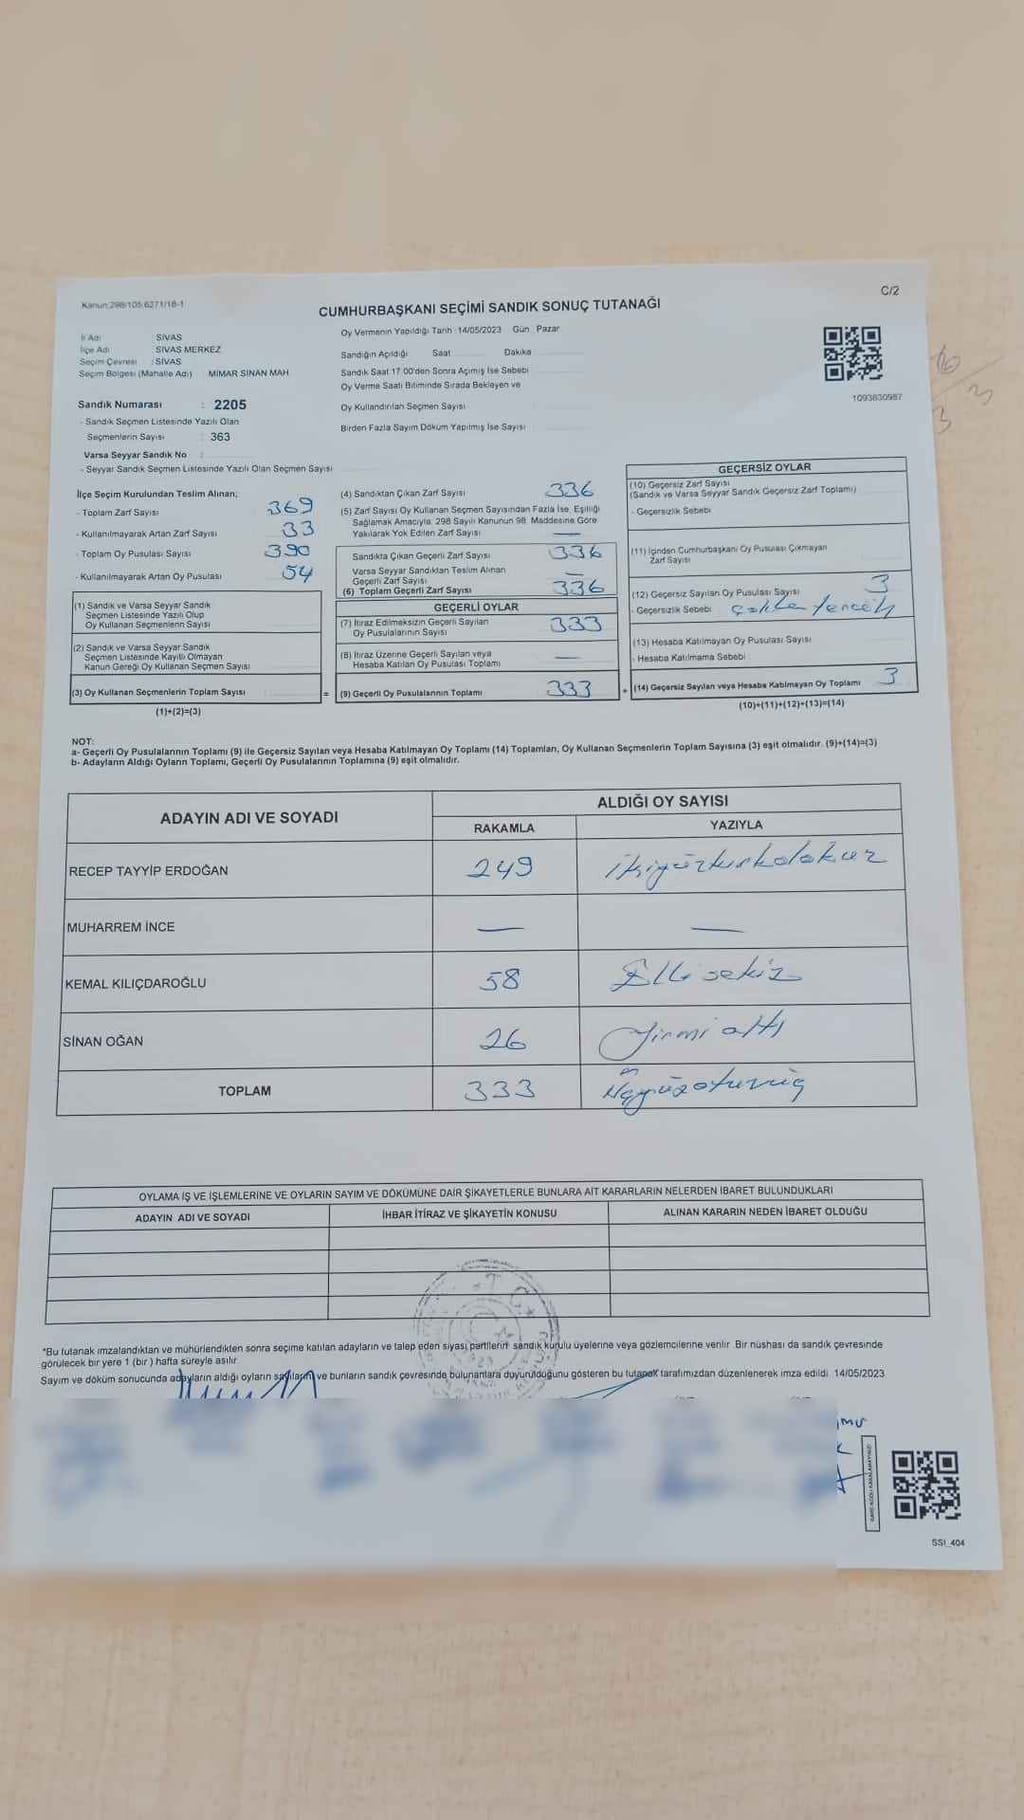 Kanun:298/105;6271/18-1
C/2
CUMHURBAŞKANI SEÇİMİ SANDIK SONUÇ TUTANAĞI
İl Adı : SİVAS
İlçe Adı : SİVAS MERKEZ
Seçim Çevresi : SİVAS
Seçim Bölgesi (Mahalle Adı) MİMAR SİNAN MAH
Sandık Numarası : 2205
- Sandık Seçmen Listesinde Yazılı Olan
Seçmenlerin Sayısı : 363
Varsa Seyyar Sandık No :
- Seyyar Sandık Seçmen Listesinde Yazılı Olan Seçmen Sayısı
Oy Vermenin Yapıldığı Tarih :14/05/2023 Gün : Pazar
Sandığın Açıldığı Saat Dakika
Sandık Saat 17:00'den Sonra Açımış İse Sebebi
Oy Verme Saati Bitiminde Sırada Bekleyen ve
Oy Kullandırılan Seçmen Sayısı
Birden Fazla Sayım Döküm Yapılmış İse Sayısı
1093630987
İlçe Seçim Kurulundan Teslim Alınan;
- Toplam Zarf Sayısı 369
- Kullanılmayarak Artan Zarf Sayısı 33
- Toplam Oy Pusulası Sayısı 390
- Kullanılmayarak Artan Oy Pusulası 54
(1) Sandık ve Varsa Seyyar Sandık
Seçmen Listesinde Yazılı Olup
Oy Kullanan Seçmenlerin Sayısı
(2) Sandık ve Varsa Seyyar Sandık
Seçmen Listesinde Kayıtlı Olmayan
Kanun Gereği Oy Kullanan Seçmen Sayısı
(3) Oy Kullanan Seçmenlerin Toplam Sayısı =
(1)+(2)=(3)
(4) Sandıktan Çıkan Zarf Sayısı 336
(5) Zarf Sayısı Oy Kullanan Seçmen Sayısından Fazla İse, Eşitliği
Sağlamak Amacıyla, 298 Sayılı Kanunun 98. Maddesine Göre
Yakılarak Yok Edilen Zarf Sayısı —
Sandıkta Çıkan Geçerli Zarf Sayısı 336
Varsa Seyyar Sandıktan Teslim Alınan
Geçerli Zarf Sayısı —
(6) Toplam Geçerli Zarf Sayısı 336
GEÇERLİ OYLAR
(7) İtiraz Edilmeksizin Geçerli Sayılan
Oy Pusulalarının Sayısı 333
(8) İtiraz Üzerine Geçerli Sayılan veya
Hesaba Katılan Oy Pusulası Toplamı —
(9) Geçerli Oy Pusulalarının Toplamı 333 +
GEÇERSİZ OYLAR
(10) Geçersiz Zarf Sayısı
(Sandık ve Varsa Seyyar Sandık Geçersiz Zarf Toplamı)
- Geçersizlik Sebebi
(11) İçinden Cumhurbaşkanı Oy Pusulası Çıkmayan
Zarf Sayısı
(12) Geçersiz Sayılan Oy Pusulası Sayısı 3
- Geçersizlik Sebebi
(13) Hesaba Katılmayan Oy Pusulası Sayısı
- Hesaba Katılmama Sebebi
(14) Geçersiz Sayılan veya Hesaba Katılmayan Oy Toplamı 3
(10)+(11)+(12)+(13)=(14)
NOT:
a- Geçerli Oy Pusulalarının Toplamı (9) ile Geçersiz Sayılan veya Hesaba Katılmayan Oy Toplamı (14) Toplamları, Oy Kullanan Seçmenlerin Toplam Sayısına (3) eşit olmalıdır. (9)+(14)=(3)
b- Adayların Aldığı Oyların Toplamı, Geçerli Oy Pusulalarının Toplamına (9) eşit olmalıdır.
ADAYIN ADI VE SOYADI
ALDIĞI OY SAYISI
RAKAMLA YAZIYLA
RECEP TAYYİP ERDOĞAN 249 İkiyüzkırkdokuz
MUHARREM İNCE — —
KEMAL KILIÇDAROĞLU 58 Elli sekiz
SİNAN OĞAN 26 Yirmi altı
TOPLAM 333 Üçyüzotuzüç
OYLAMA İŞ VE İŞLEMLERİNE VE OYLARIN SAYIM VE DÖKÜMÜNE DAİR ŞİKAYETLERLE BUNLARA AİT KARARLARIN NELERDEN İBARET BULUNDUKLARI
ADAYIN ADI VE SOYADI İHBAR İTİRAZ VE ŞİKAYETİN KONUSU ALINAN KARARIN NEDEN İBARET OLDUĞU
T.C.
*Bu tutanak imzalandıktan ve mühürlendikten sonra seçime katılan adayların ve talep eden siyasi partilerin sandık kurulu üyelerine veya gözlemcilerine verilir. Bir nüshası da sandık çevresinde
görülecek bir yere 1 (bir ) hafta süreyle asılır.
Sayım ve döküm sonucunda adayların aldığı oyların sayılarını ve bunların sandık çevresinde bulunanlara duyurulduğunu gösteren bu tutanak tarafımızdan düzenlenerek imza edildi. 14/05/2023
SSI_404